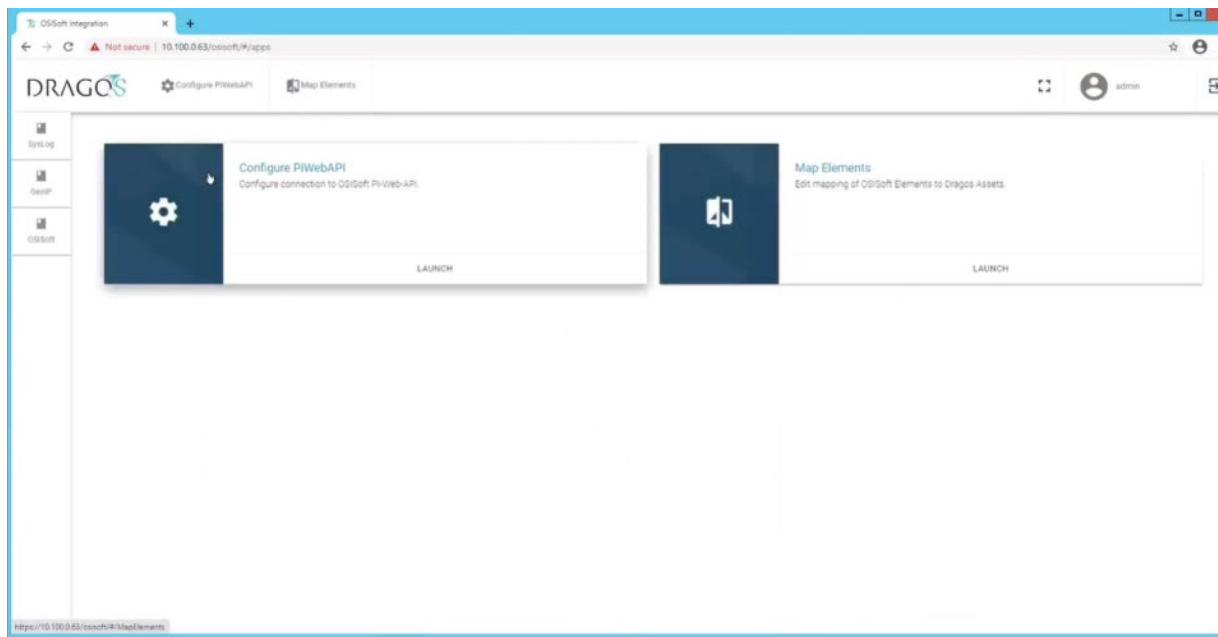 OSISoft Integration
Not secure | 10.100.0.63/osisoft/#/apps
DRAGOS
Configure PiWebAPI
Map Elements
admin
SysLog
GeoIP
OSISoft
Configure PiWebAPI
Configure connection to OSISoft Pi-Web-API.
LAUNCH
Map Elements
Edit mapping of OSISoft Elements to Dragos Assets.
LAUNCH
https://10.100.0.63/osisoft/#/MapElements